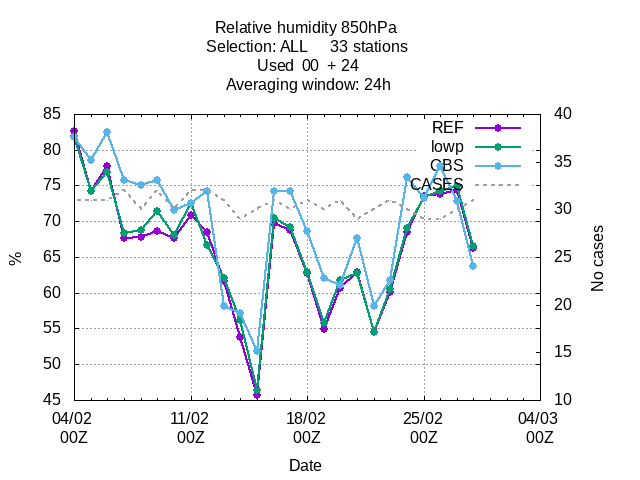 Relative humidity 850hPa
Selection: ALL     33 stations
Used  00  + 24
Averaging window: 24h
85
80
75
70
65
60
55
50
45
%
REF
lowp
OBS
CASES
40
35
30
25
20
15
10
No cases
04/02 11/02 18/02 25/02 04/03
00Z 00Z 00Z 00Z 00Z
Date